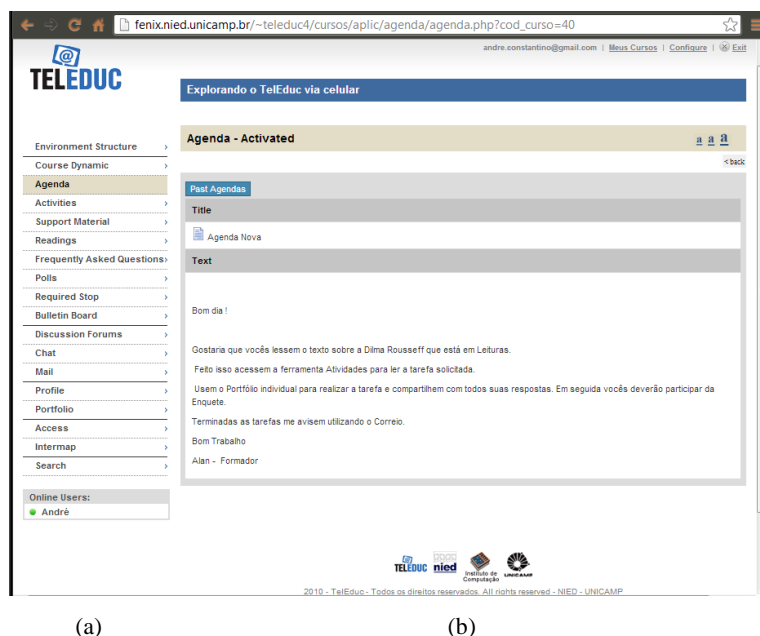 fenix.nied.unicamp.br/~teleduc4/cursos/aplic/agenda/agenda.php?cod_curso=40
andre.constantino@gmail.com | Meus Cursos | Configure | Exit
TELEDUC
Explorando o TelEduc via celular
Agenda - Activated
a a a
< back
Environment Structure
Course Dynamic
Agenda
Activities
Support Material
Readings
Frequently Asked Questions
Polls
Required Stop
Bulletin Board
Discussion Forums
Chat
Mail
Profile
Portfolio
Access
Intermap
Search
Online Users:
Andrè
Past Agendas
Title
Agenda Nova
Text
Bom dia !
Gostaria que vocês lessem o texto sobre a Dilma Rousseff que está em Leituras.
Feito isso acessem a ferramenta Atividades para ler a tarefa solicitada.
Usem o Portfólio individual para realizar a tarefa e compartilhem com todos suas respostas. Em seguida vocês deverão participar da
Enquete.
Terminadas as tarefas me avisem utilizando o Correio.
Bom Trabalho
Alan - Formador
TELEDUC nied Instituto de Computação UNICAMP
2010 - TelEduc - Todos os direitos reservados. All rights reserved - NIED - UNICAMP
(a) (b)